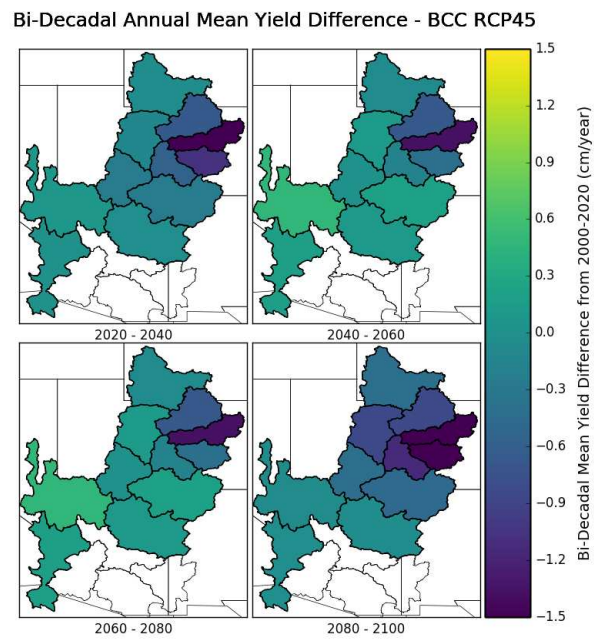 Bi-Decadal Annual Mean Yield Difference - BCC RCP45
2020 - 2040
2040 - 2060
2060 - 2080
2080 - 2100
1.5
1.2
0.9
0.6
0.3
0.0
−0.3
−0.6
−0.9
−1.2
−1.5
Bi-Decadal Mean Yield Difference from 2000-2020 (cm/year)